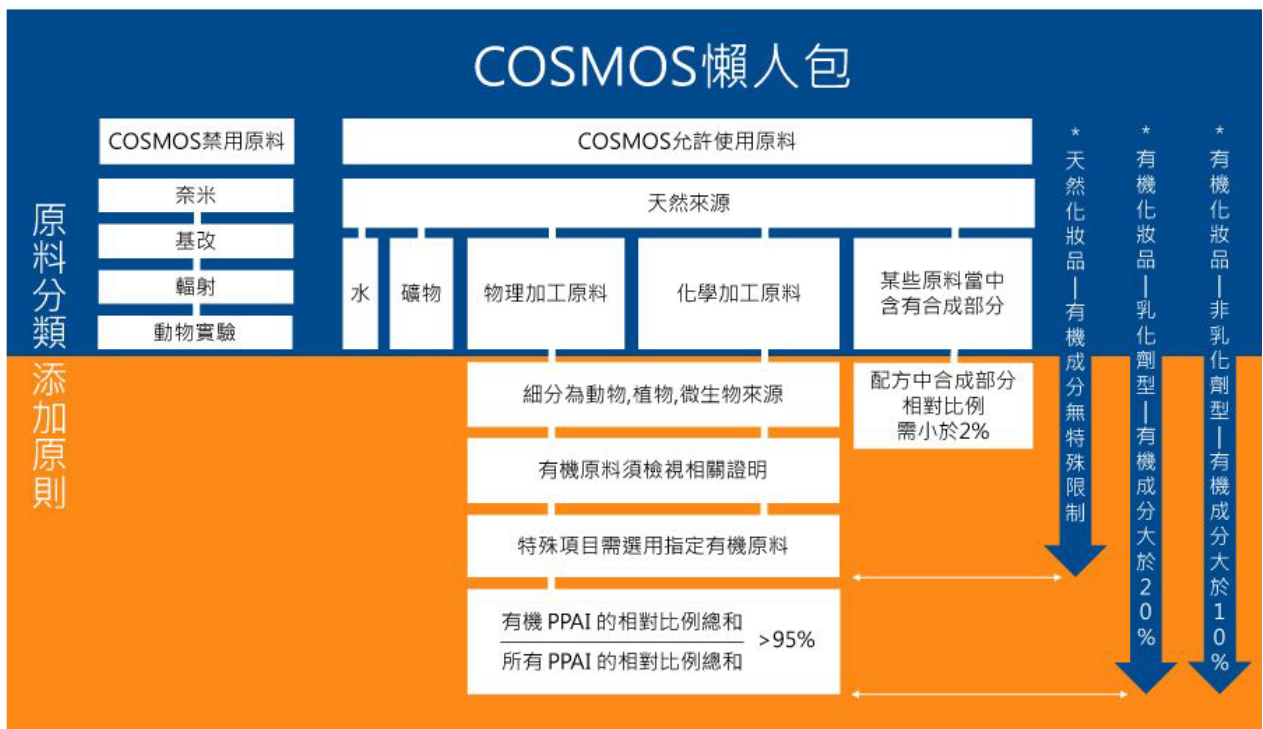 COSMOS懶人包
原料分類
添加原則
COSMOS禁用原料
奈米
基改
輻射
動物實驗
COSMOS允許使用原料
天然來源
水
礦物
物理加工原料
化學加工原料
某些原料當中
含有合成部分
細分為動物,植物,微生物來源
配方中合成部分
相對比例
需小於2%
有機原料須檢視相關證明
特殊項目需選用指定有機原料
有機 PPAI 的相對比例總和
所有 PPAI 的相對比例總和
>95%
*天然化妝品|有機成分無特殊限制
*有機化妝品|乳化劑型|有機成分大於20%
*有機化妝品|非乳化劑型|有機成分大於10%